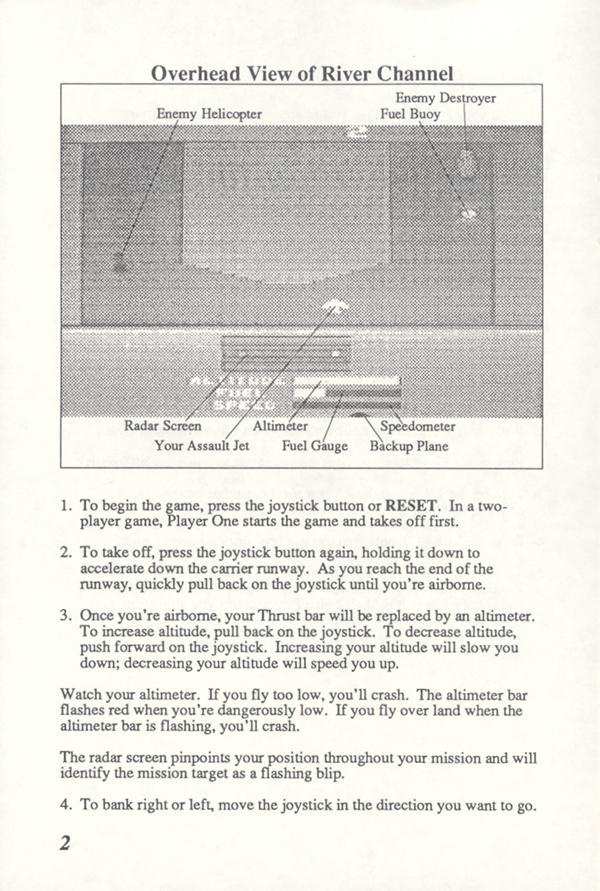 Overhead View of River Channel
Enemy Destroyer
Enemy Helicopter Fuel Buoy
2
ALTITUDE
FUEL
SPEED
Radar Screen Altimeter Speedometer
Your Assault Jet Fuel Gauge Backup Plane
1. To begin the game, press the joystick button or RESET. In a two-
player game, Player One starts the game and takes off first.
2. To take off, press the joystick button again, holding it down to
accelerate down the carrier runway. As you reach the end of the
runway, quickly pull back on the joystick until you're airborne.
3. Once you're airborne, your Thrust bar will be replaced by an altimeter.
To increase altitude, pull back on the joystick. To decrease altitude,
push forward on the joystick. Increasing your altitude will slow you
down; decreasing your altitude will speed you up.
Watch your altimeter. If you fly too low, you'll crash. The altimeter bar
flashes red when you're dangerously low. If you fly over land when the
altimeter bar is flashing, you'll crash.
The radar screen pinpoints your position throughout your mission and will
identify the mission target as a flashing blip.
4. To bank right or left, move the joystick in the direction you want to go.
2